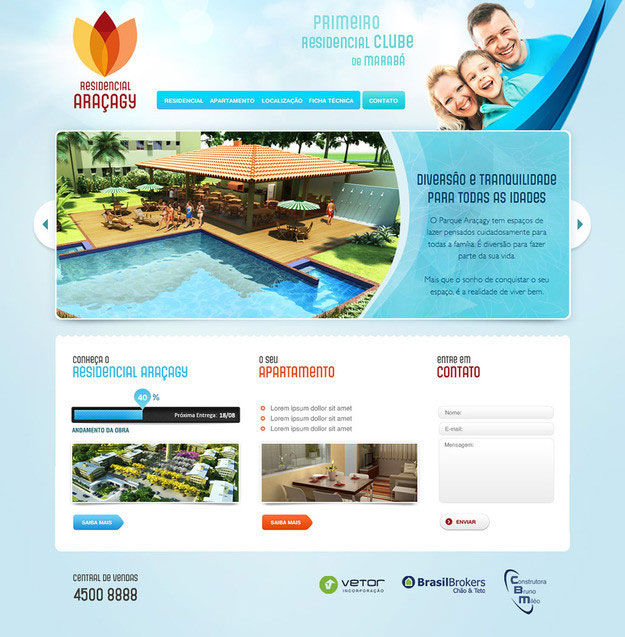 RESIDENCIAL
ARAÇAGY
PRIMEIRO
RESIDENCIAL CLUBE
DE MARABÁ
RESIDENCIAL APARTAMENTO LOCALIZAÇÃO FICHA TÉCNICA CONTATO
DIVERSÃO E TRANQUILIDADE
PARA TODAS AS IDADES
O Parque Araçagy tem espaços de
lazer pensados cuidadosamente para
todas a família. É diversão para fazer
parte da sua vida.
Mais que o sonho de conquistar o seu
espaço, é a realidade de viver bem.
CONHEÇA O
RESIDENCIAL ARAÇAGY
40 %
Próxima Entrega: 18/08
ANDAMENTO DA OBRA
SAIBA MAIS
O SEU
APARTAMENTO
Lorem ipsum dollor sit amet
Lorem ipsum dollor sit amet
Lorem ipsum dollor sit amet
SAIBA MAIS
ENTRE EM
CONTATO
Nome:
E-mail:
Mensagem:
ENVIAR
CENTRAL DE VENDAS
4500 8888
VETOR
INCORPORAÇÃO
BrasilBrokers
Chão & Teto
Construtora
Bruno
Miléo
CBM